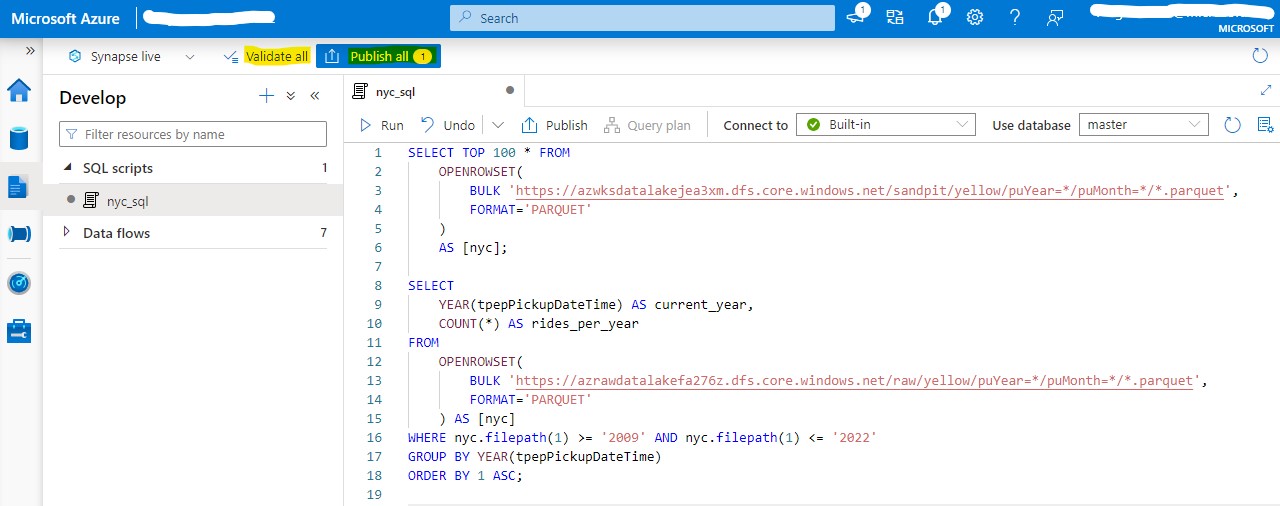 Microsoft Azure
Search
1
1
MICROSOFT
Synapse live
Validate all
Publish all 1
Develop
Filter resources by name
SQL scripts 1
nyc_sql
Data flows 7
nyc_sql
Run Undo Publish Query plan Connect to Built-in Use database master
1 SELECT TOP 100 * FROM
2 OPENROWSET(
3 BULK 'https://azwksdatalakejea3xm.dfs.core.windows.net/sandpit/yellow/puYear=*/puMonth=*/*.parquet',
4 FORMAT='PARQUET'
5 )
6 AS [nyc];
7
8 SELECT
9 YEAR(tpepPickupDateTime) AS current_year,
10 COUNT(*) AS rides_per_year
11 FROM
12 OPENROWSET(
13 BULK 'https://azrawdatalakefa276z.dfs.core.windows.net/raw/yellow/puYear=*/puMonth=*/*.parquet',
14 FORMAT='PARQUET'
15 ) AS [nyc]
16 WHERE nyc.filepath(1) >= '2009' AND nyc.filepath(1) <= '2022'
17 GROUP BY YEAR(tpepPickupDateTime)
18 ORDER BY 1 ASC;
19